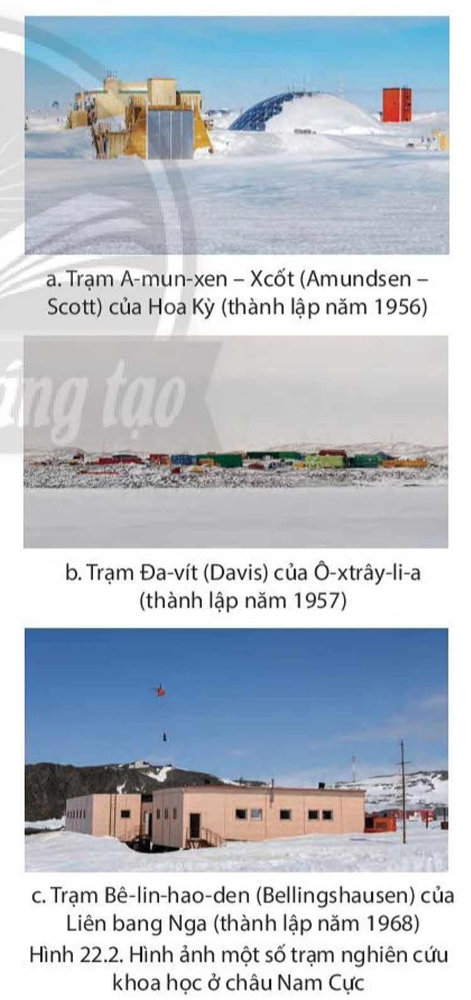 a. Trạm A-mun-xen – Xcốt (Amundsen –
Scott) của Hoa Kỳ (thành lập năm 1956)
áng tạo
b. Trạm Đa-vít (Davis) của Ô-xtrây-li-a
(thành lập năm 1957)
c. Trạm Bê-lin-hao-den (Bellingshausen) của
Liên bang Nga (thành lập năm 1968)
Hình 22.2. Hình ảnh một số trạm nghiên cứu
khoa học ở châu Nam Cực